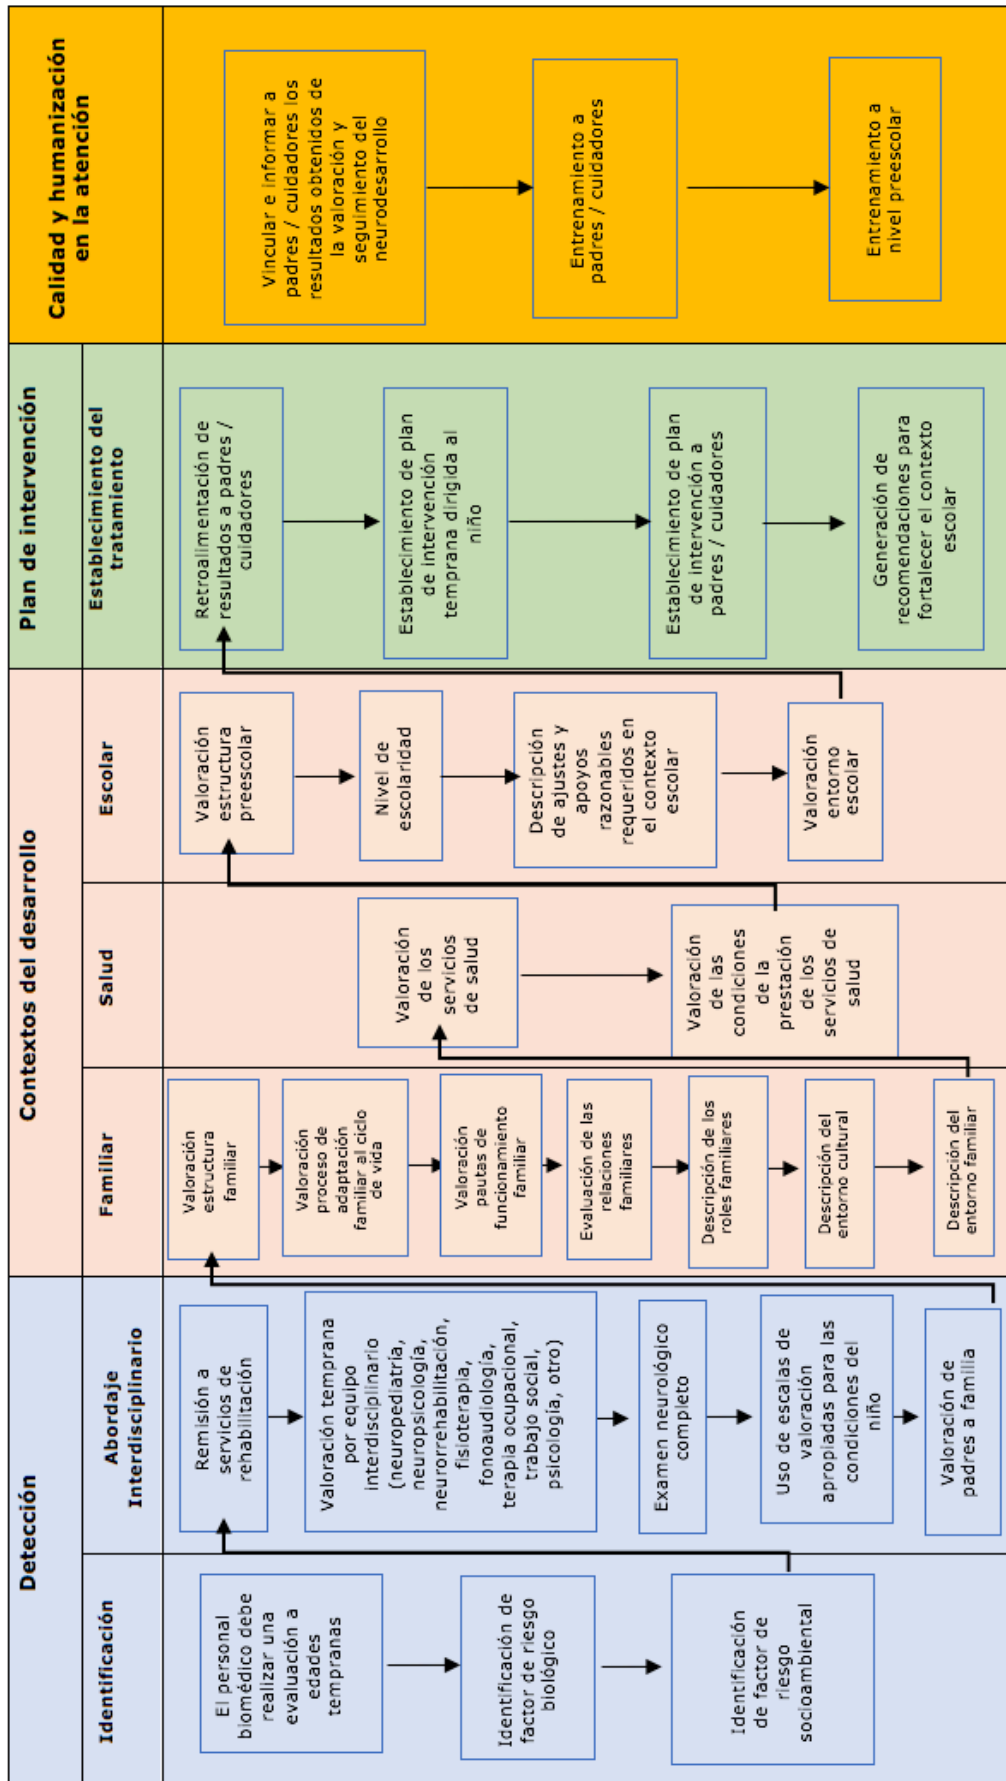 Detección
Identificación
El personal
biomédico debe
realizar una
evaluación a
edades
tempranas
Identificación de
factor de riesgo
biológico
Identificación
de factor de
riesgo
socioambiental
Abordaje
Interdisciplinario
Remisión a
servicios de
rehabilitación
Valoración temprana
por equipo
interdisciplinario
(neuropediatría,
neuropsicología,
neurorrehabilitación,
fisioterapia,
fonoaudiología,
terapia ocupacional,
trabajo social,
psicología, otro)
Examen neurológico
completo
Uso de escalas de
valoración
apropiadas para las
condiciones del
niño
Valoración de
padres a familia
Contextos del desarrollo
Familiar
Valoración
estructura
familiar
Valoración
proceso de
adaptación
familiar al ciclo
de vida
Valoración
pautas de
funcionamiento
familiar
Evaluación de las
relaciones
familiares
Descripción de los
roles familiares
Descripción del
entorno cultural
Descripción del
entorno familiar
Salud
Valoración
de los
servicios
de salud
Valoración
de las
condiciones
de la
prestación
de los
servicios de
salud
Escolar
Valoración
estructura
preescolar
Nivel de
escolaridad
Descripción
de ajustes y
apoyos
razonables
requeridos en
el contexto
escolar
Valoración
entorno
escolar
Plan de intervención
Establecimiento del
tratamiento
Retroalimentación de
resultados a padres /
cuidadores
Establecimiento de plan
de intervención
temprana dirigida al
niño
Establecimiento de plan
de intervención a
padres / cuidadores
Generación de
recomendaciones para
fortalecer el contexto
escolar
Calidad y humanización
en la atención
Vincular e informar a
padres / cuidadores los
resultados obtenidos de
la valoración y
seguimiento del
neurodesarrollo
Entrenamiento a
padres / cuidadores
Entrenamiento a
nivel preescolar